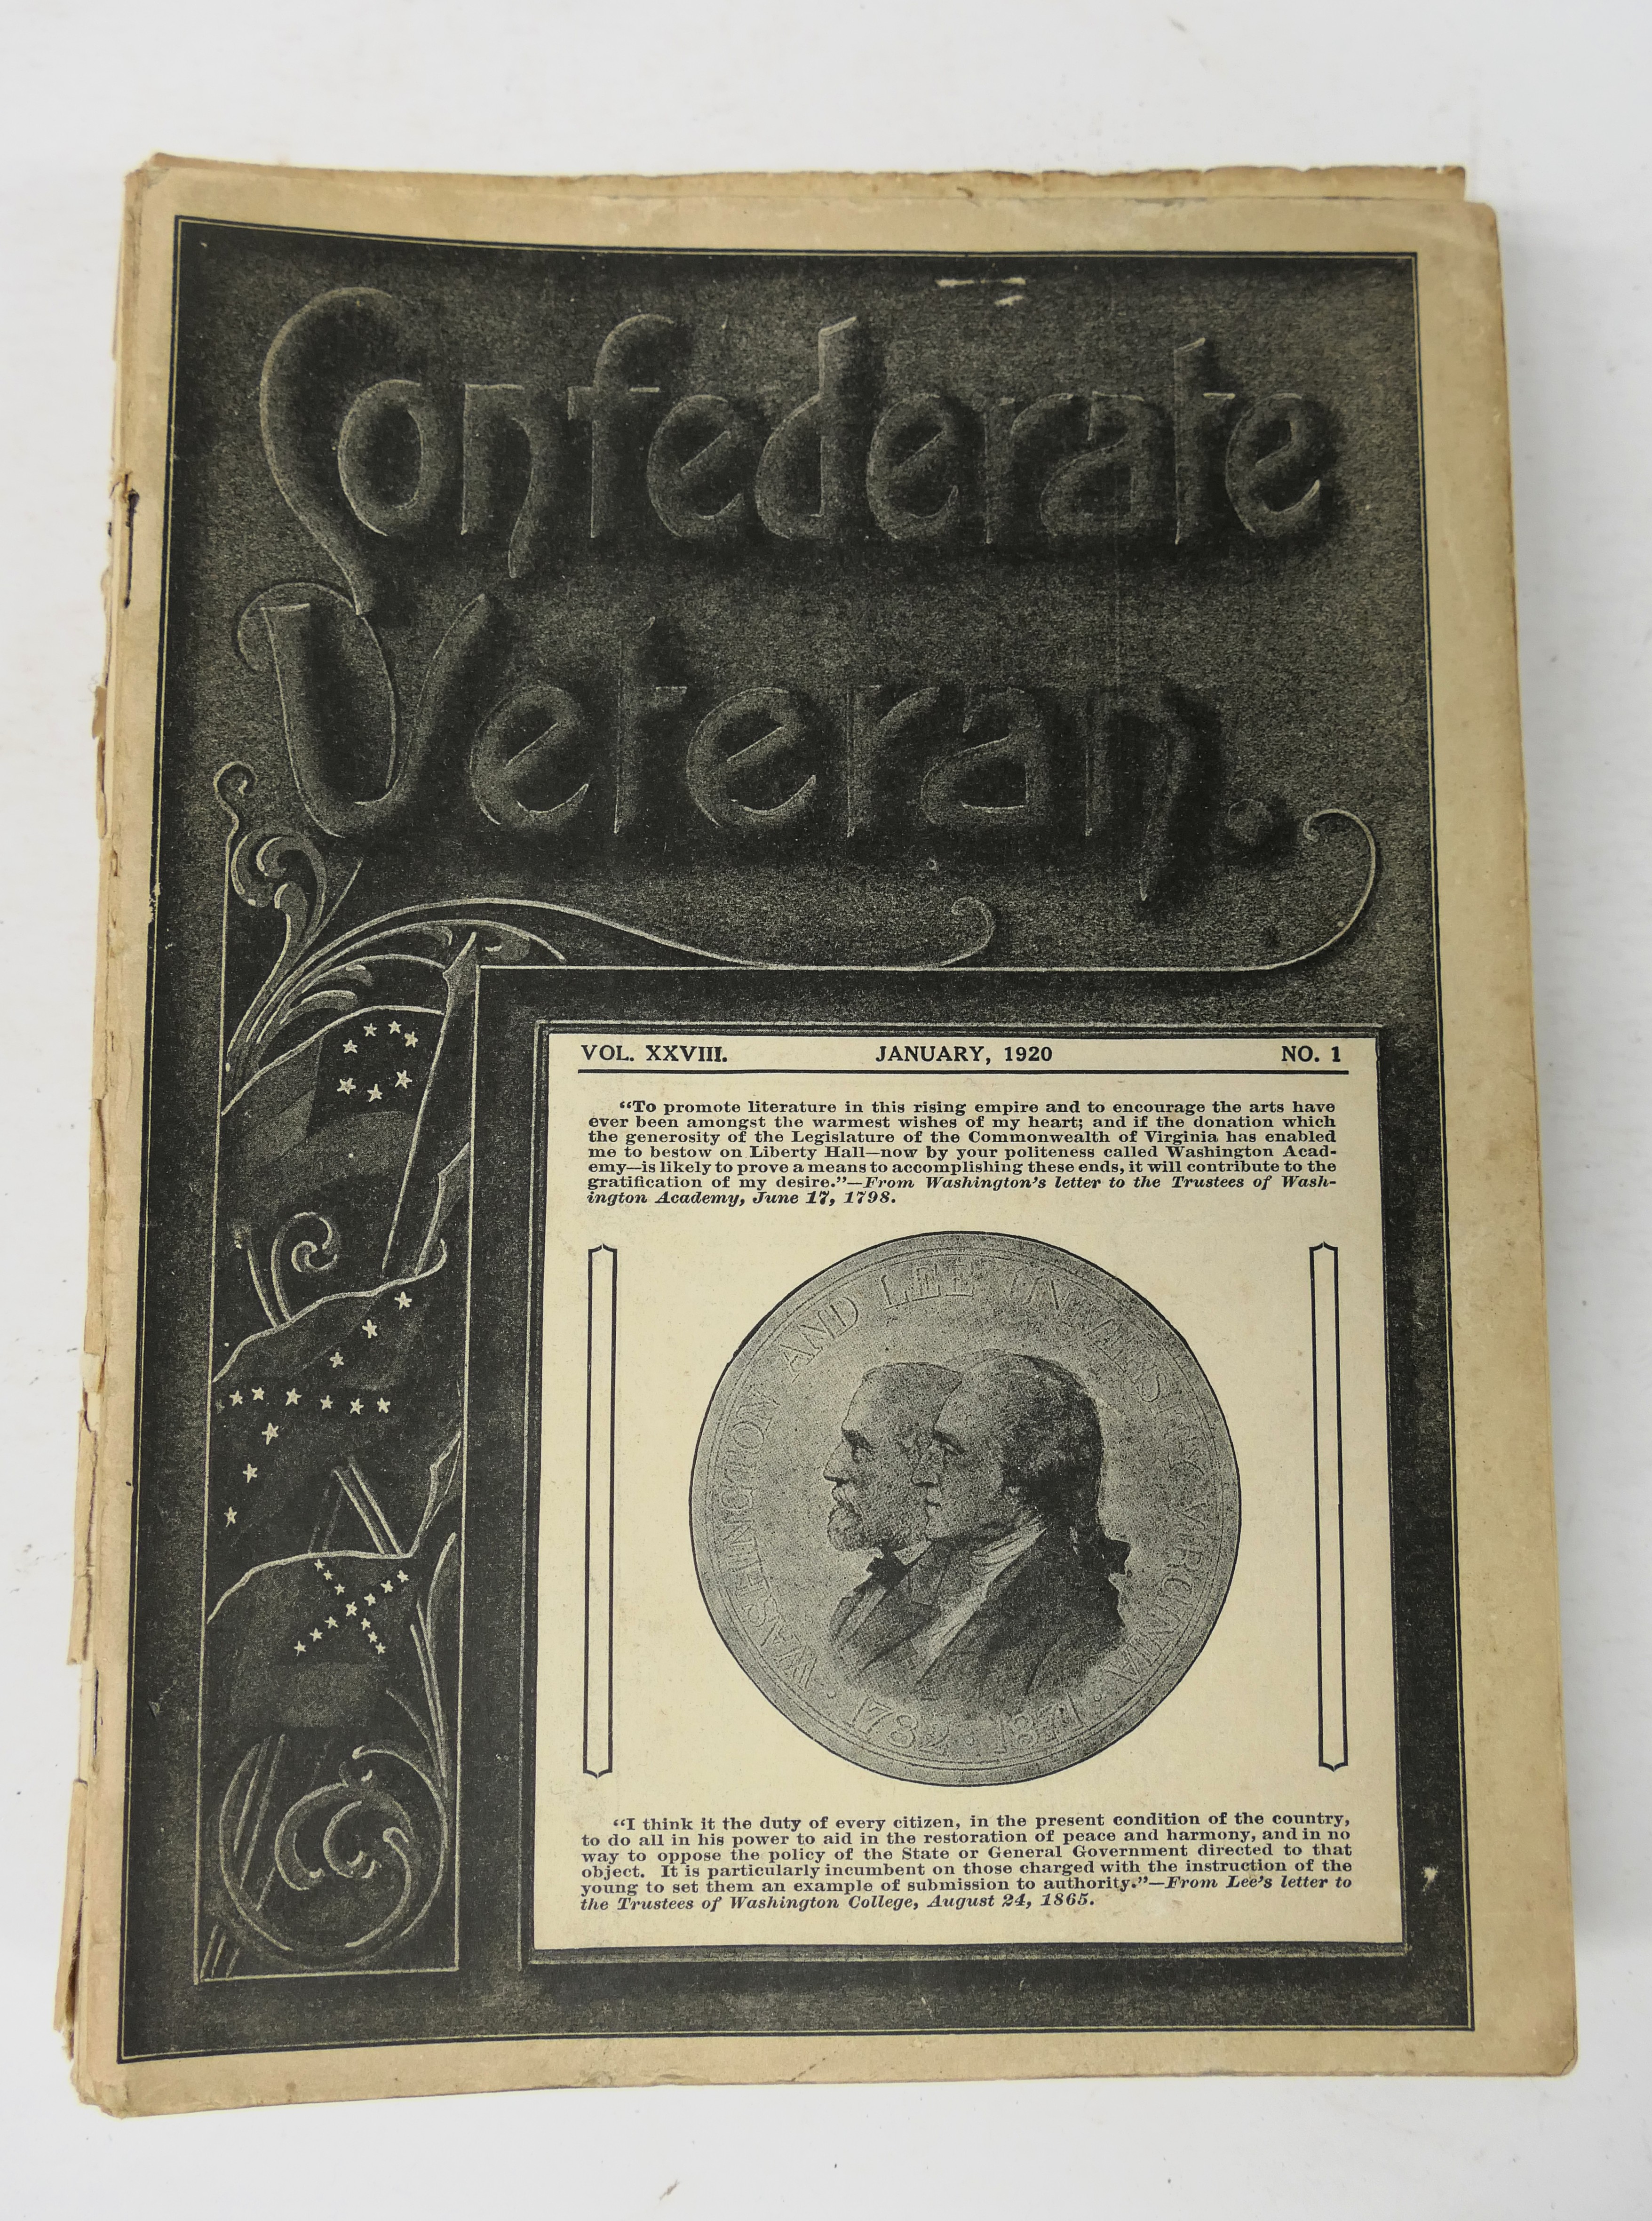 Confederate
Veteran.
VOL. XXVIII. JANUARY, 1920 NO. 1
“To promote literature in this rising empire and to encourage the arts have
ever been amongst the warmest wishes of my heart; and if the donation which
the generosity of the Legislature of the Commonwealth of Virginia has enabled
me to bestow on Liberty Hall—now by your politeness called Washington Acad-
emy—is likely to prove a means to accomplishing these ends, it will contribute to the
gratification of my desire.”—From Washington's letter to the Trustees of Wash-
ington Academy, June 17, 1798.
WASHINGTON AND LEE UNIVERSITY VIRGINIA
· 1782 · 1871 ·
“I think it the duty of every citizen, in the present condition of the country,
to do all in his power to aid in the restoration of peace and harmony, and in no
way to oppose the policy of the State or General Government directed to that
object. It is particularly incumbent on those charged with the instruction of the
young to set them an example of submission to authority.”—From Lee's letter to
the Trustees of Washington College, August 24, 1865.